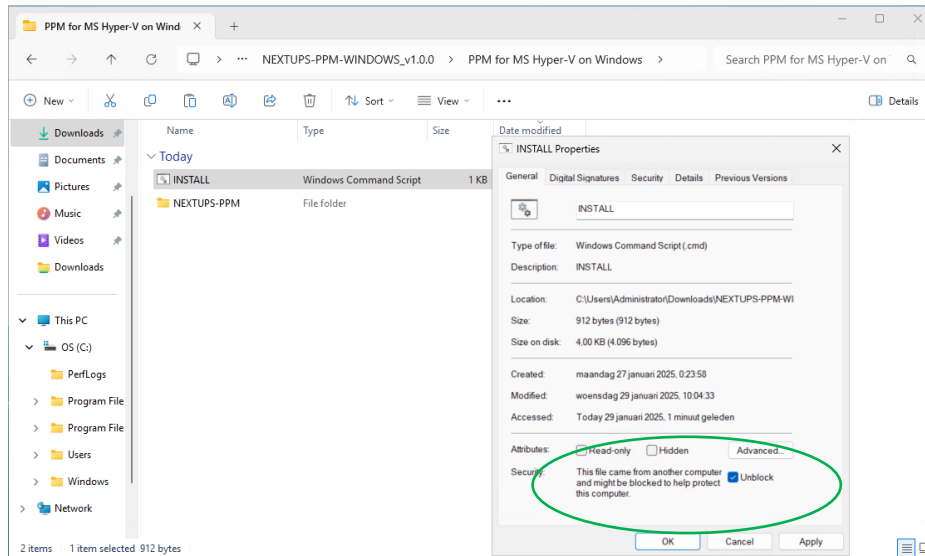 PPM for MS Hyper-V on Wind
NEXTUPS-PPM-WINDOWS_v1.0.0 > PPM for MS Hyper-V on Windows > Search PPM for MS Hyper-V on
New Sort View Details
Name Type Size Date modified
Downloads
Documents
Pictures
Music
Videos
Downloads
This PC
OS (C:)
PerfLogs
Program File
Program File
Users
Windows
Network
Today
INSTALL Windows Command Script 1 KB
NEXTUPS-PPM File folder
INSTALL Properties
General Digital Signatures Security Details Previous Versions
INSTALL
Type of file: Windows Command Script (.cmd)
Description: INSTALL
Location: C:\Users\Administrator\Downloads\NEXTUPS-PPM-WI
Size: 912 bytes (912 bytes)
Size on disk: 4,00 KB (4.096 bytes)
Created: maandag 27 januari 2025, 0:23:58
Modified: woensdag 29 januari 2025, 10:04:33
Accessed: Today 29 januari 2025, 1 minuut geleden
Attributes: Read-only Hidden Advanced...
Security: This file came from another computer
and might be blocked to help protect
this computer.
Unblock
OK Cancel Apply
2 items 1 item selected 912 bytes